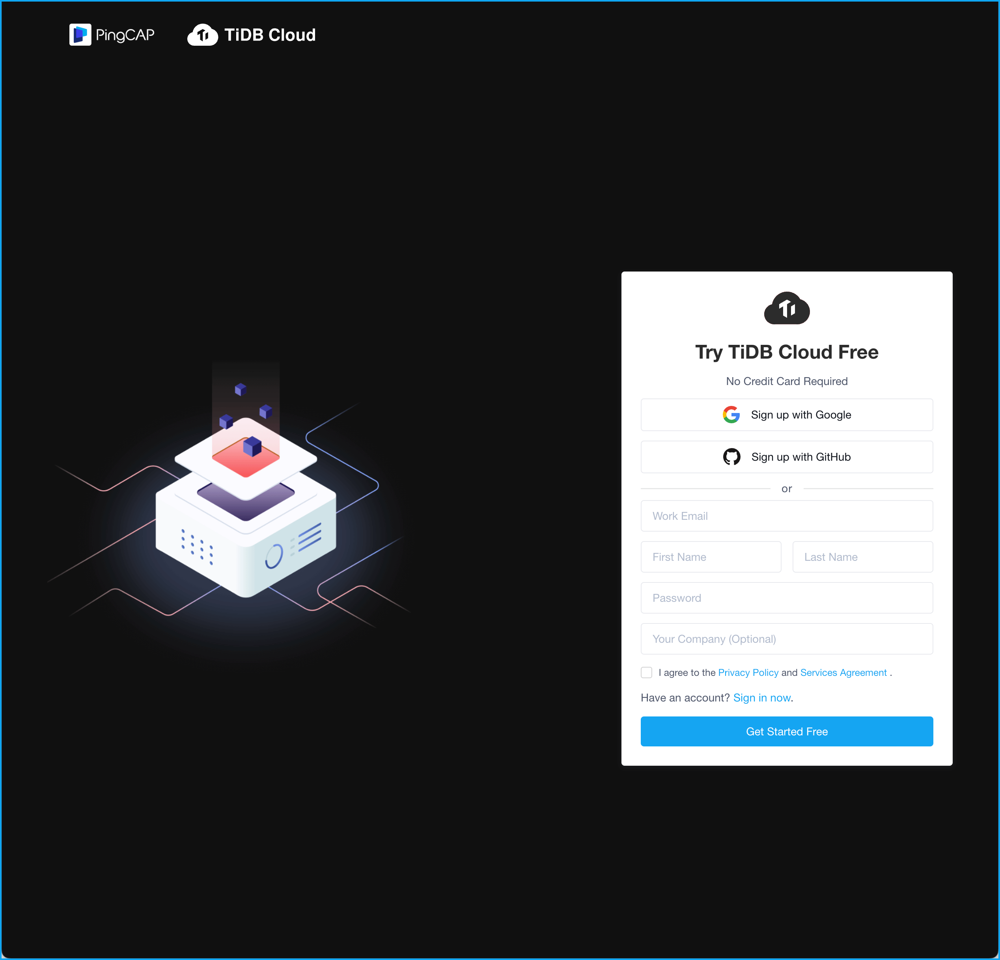 PingCAP
TiDB Cloud
Try TiDB Cloud Free
No Credit Card Required
Sign up with Google
Sign up with GitHub
or
Work Email
First Name
Last Name
Password
Your Company (Optional)
I agree to the Privacy Policy and Services Agreement .
Have an account? Sign in now.
Get Started Free